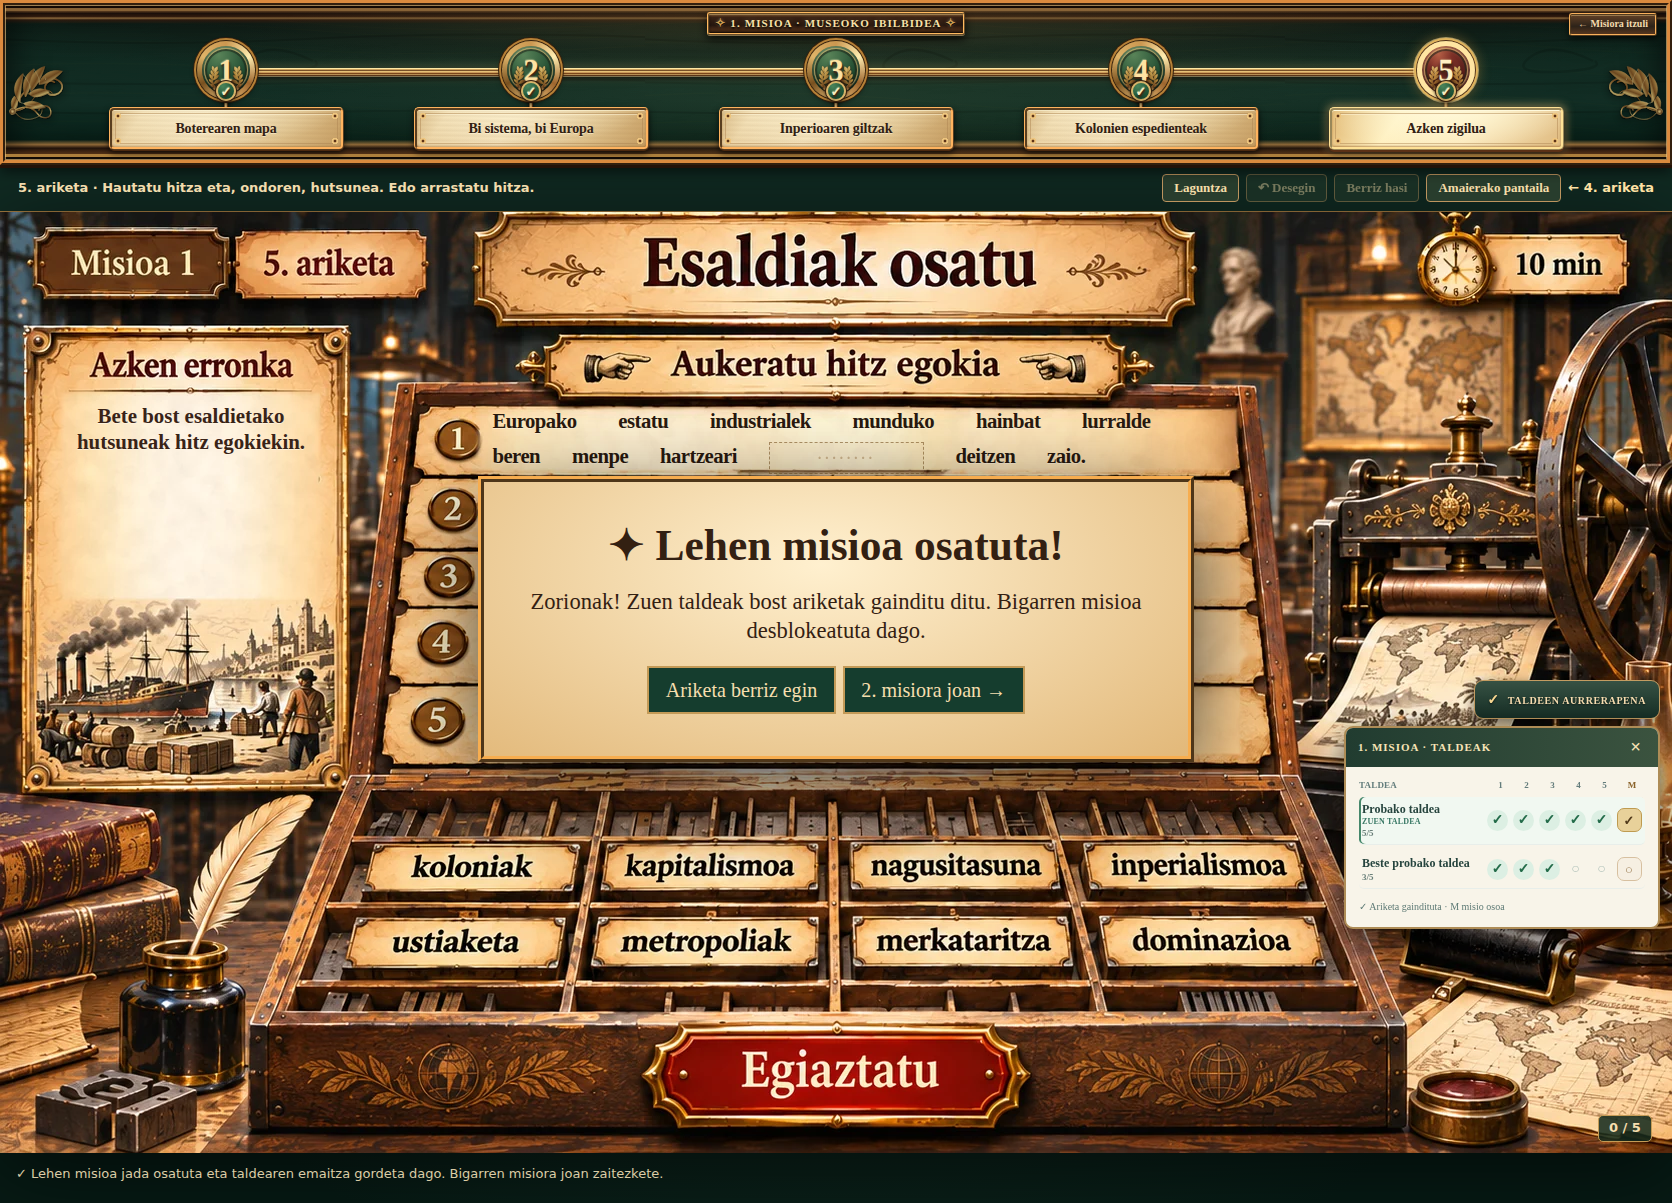 ✧ 1. MISIOA · MUSEOKO IBILBIDEA ✧
← Misiora itzuli
1
2
3
4
5
✓
✓
✓
✓
✓
Boterearen mapa
Bi sistema, bi Europa
Inperioaren giltzak
Kolonien espedienteak
Azken zigilua
5. ariketa · Hautatu hitza eta, ondoren, hutsunea. Edo arrastatu hitza.
Laguntza
↶ Desegin
Berriz hasi
Amaierako pantaila
← 4. ariketa
Misioa 1
5. ariketa
Esaldiak osatu
10 min
Azken erronka
Bete bost esaldietako
hutsuneak hitz egokiekin.
Aukeratu hitz egokia
1
Europako estatu industrialek munduko hainbat lurralde
beren menpe hartzeari ········ deitzen zaio.
2
3
4
5
✦ Lehen misioa osatuta!
Zorionak! Zuen taldeak bost ariketak gainditu ditu. Bigarren misioa
desblokeatuta dago.
Ariketa berriz egin
2. misiora joan →
✓ TALDEEN AURRERAPENA
1. MISIOA · TALDEAK ✕
TALDEA 1 2 3 4 5 M
Probako taldea
ZUEN TALDEA
5/5
✓ ✓ ✓ ✓ ✓ ✓
Beste probako taldea
3/5
✓ ✓ ✓ ○ ○ ○
✓ Ariketa gaindituta · M misio osoa
koloniak
kapitalismoa
nagusitasuna
inperialismoa
ustiaketa
metropoliak
merkataritza
dominazioa
Egiaztatu
0 / 5
✓ Lehen misioa jada osatuta eta taldearen emaitza gordeta dago. Bigarren misiora joan zaitezkete.